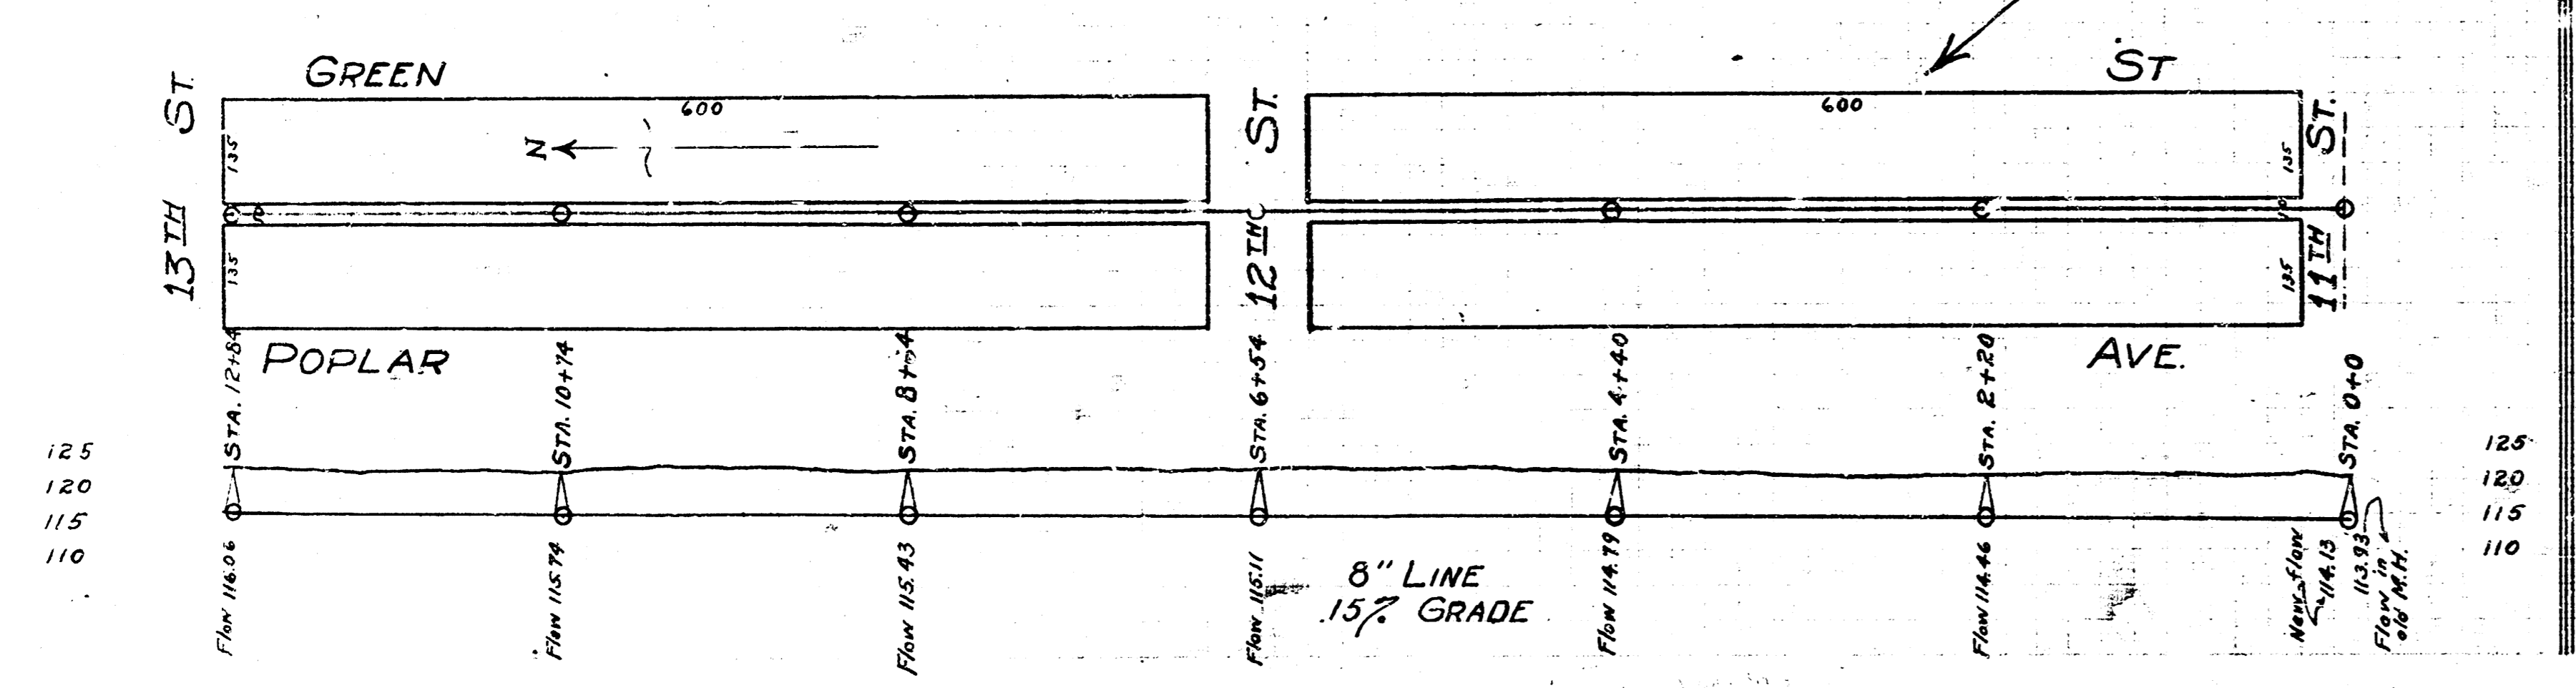 GREEN ST
600 600
N
13TH ST.
12TH ST.
11TH ST.
135 135
135 135
POPLAR AVE.
STA. 12+84
STA. 10+74
STA. 6+54
STA. 4+40
STA. 2+20
STA. 0+0
125 125
120 120
115 115
110 110
Flow 116.06
Flow 115.74
Flow 115.43
Flow 115.11
Flow 114.79
Flow 114.46
New flow
114.13
113.93
Flow in
old M.H.
8" LINE
.15% GRADE